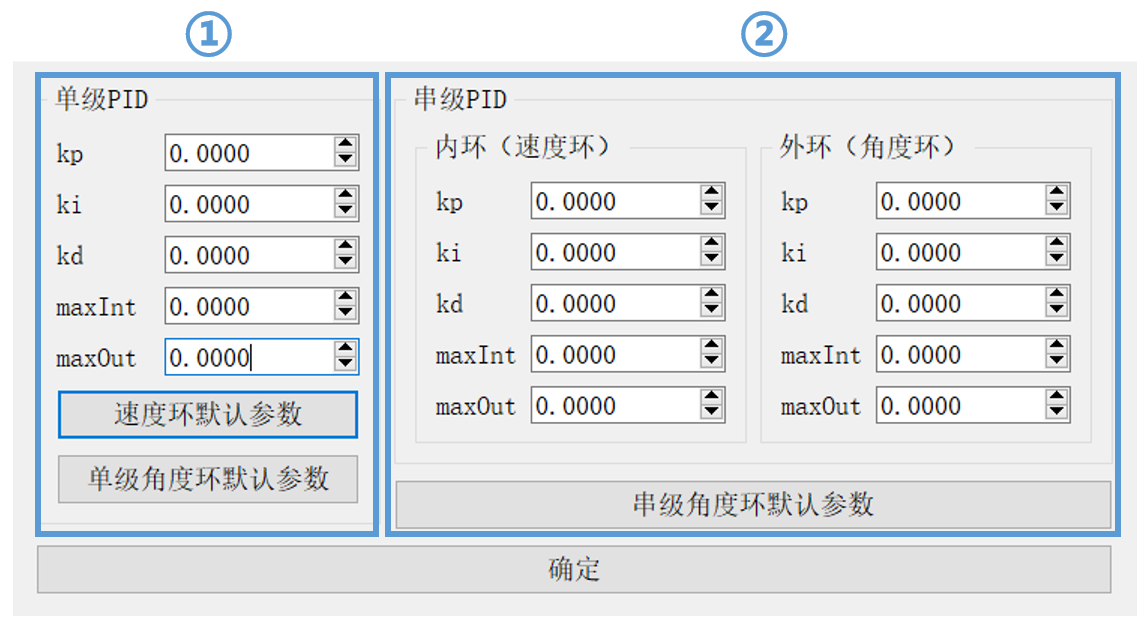 ①
单级PID
kp 0.0000
ki 0.0000
kd 0.0000
maxInt 0.0000
maxOut 0.0000
速度环默认参数
单级角度环默认参数
②
串级PID
内环（速度环）
kp 0.0000
ki 0.0000
kd 0.0000
maxInt 0.0000
maxOut 0.0000
外环（角度环）
kp 0.0000
ki 0.0000
kd 0.0000
maxInt 0.0000
maxOut 0.0000
串级角度环默认参数
确定